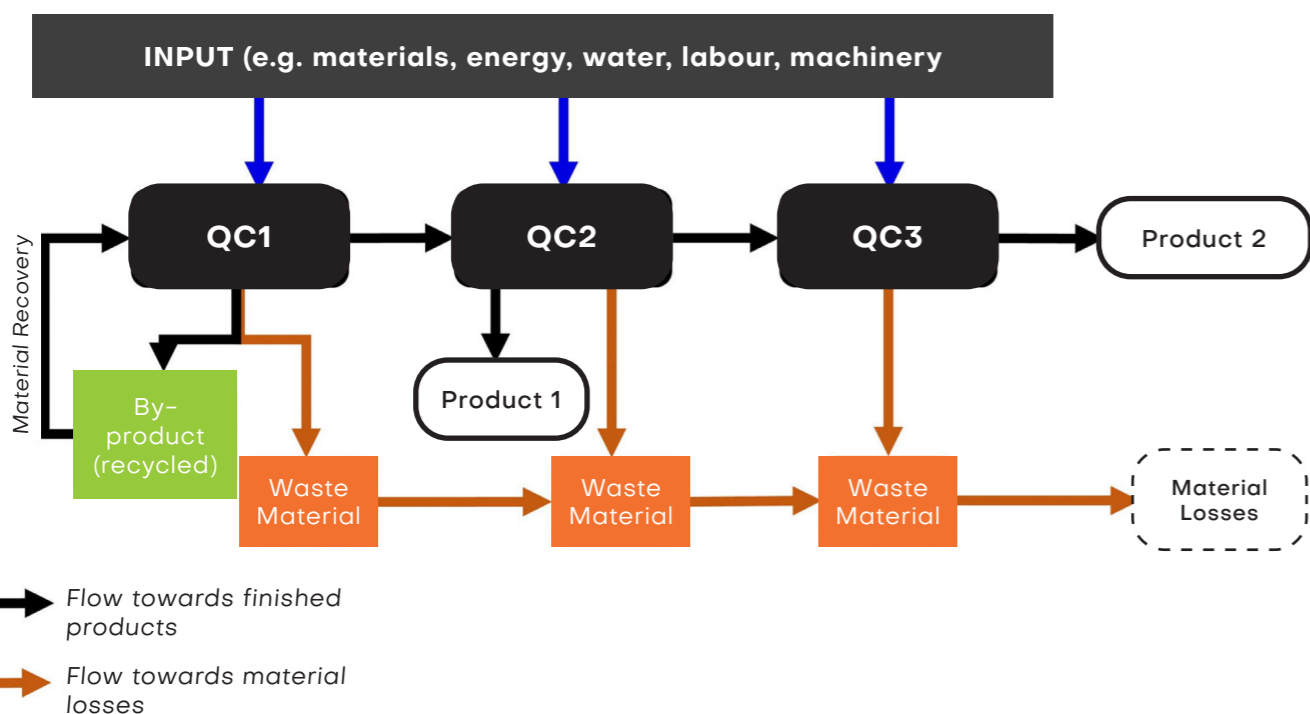 INPUT (e.g. materials, energy, water, labour, machinery
QC1
QC2
QC3
Product 2
Material Recovery
Product 1
By-
product
(recycled)
Waste
Material
Waste
Material
Waste
Material
Material
Losses
Flow towards finished
products
Flow towards material
losses